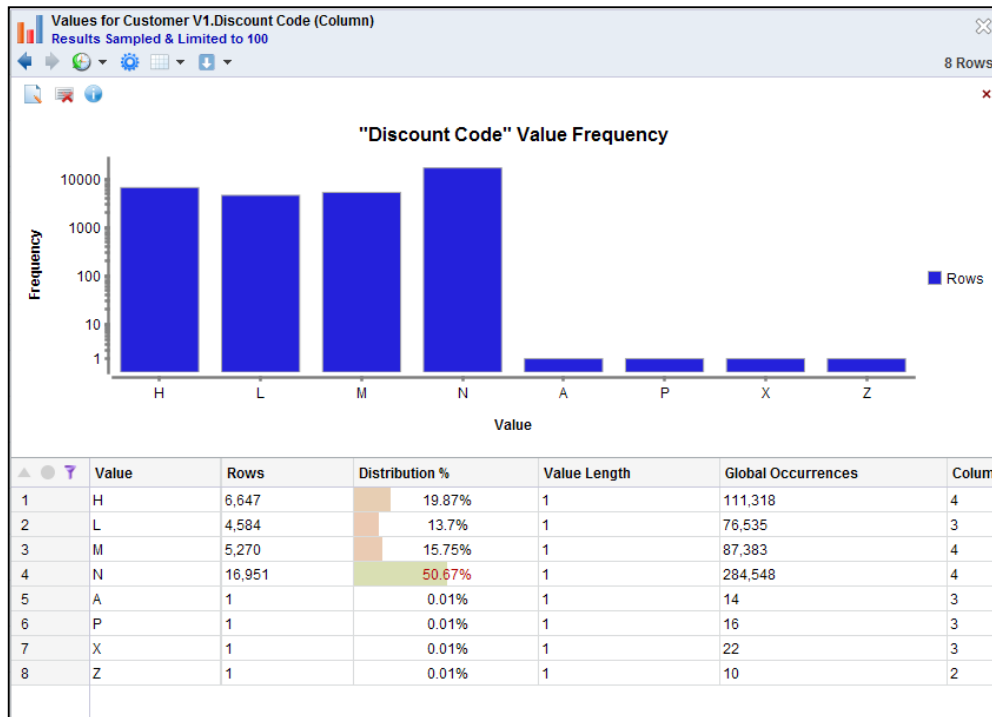 Values for Customer V1.Discount Code (Column)
Results Sampled & Limited to 100
8 Rows
"Discount Code" Value Frequency
10000
1000
100
10
1
Frequency
Rows
H L M N A P X Z
Value
Value Rows Distribution % Value Length Global Occurrences Colum
1 H 6,647 19.87% 1 111,318 4
2 L 4,584 13.7% 1 76,535 3
3 M 5,270 15.75% 1 87,383 4
4 N 16,951 50.67% 1 284,548 4
5 A 1 0.01% 1 14 3
6 P 1 0.01% 1 16 3
7 X 1 0.01% 1 22 3
8 Z 1 0.01% 1 10 2